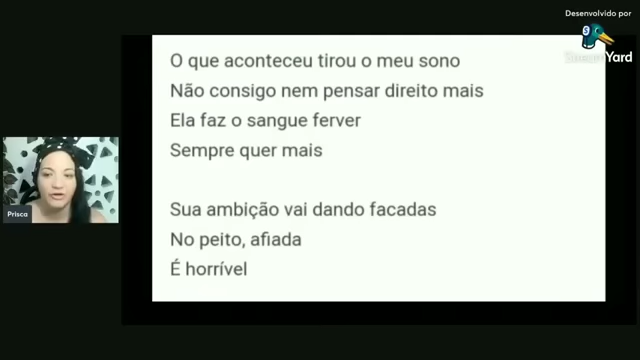 Desenvolvido por
StreamYard
O que aconteceu tirou o meu sono
Não consigo nem pensar direito mais
Ela faz o sangue ferver
Sempre quer mais
Sua ambição vai dando facadas
No peito, afiada
É horrível
Prisca